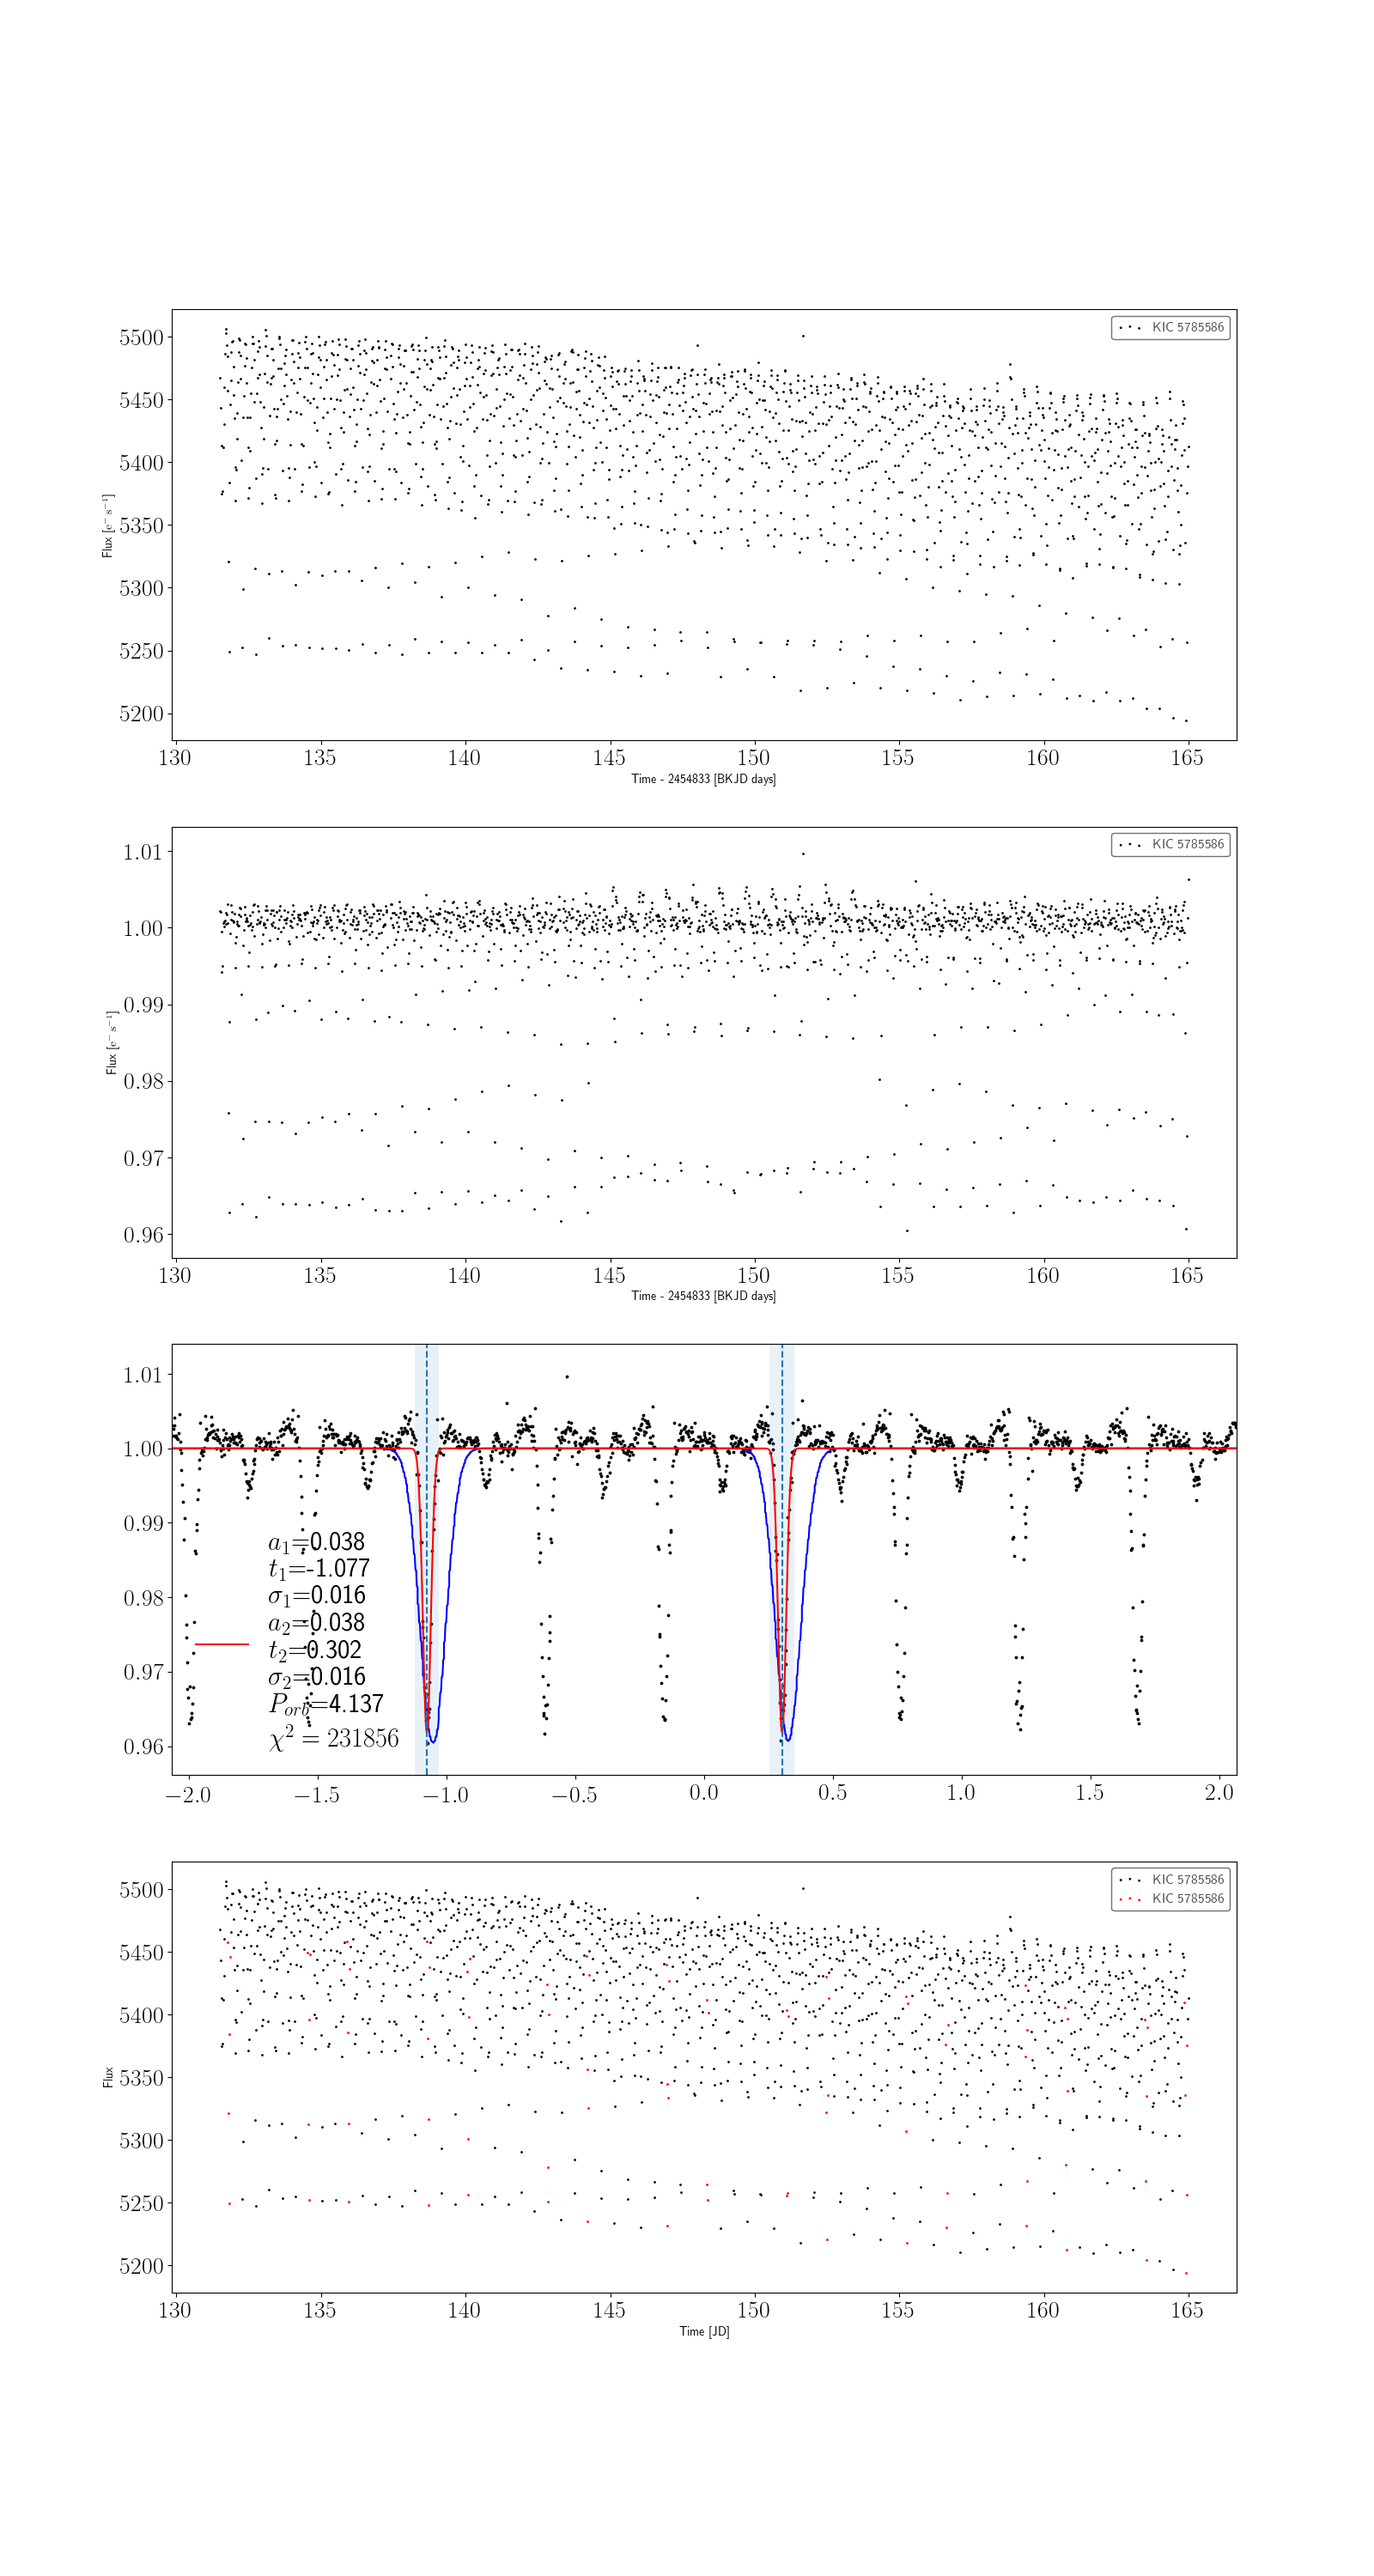 5500
5450
5400
5350
5300
5250
5200
Flux [e⁻ s⁻¹]
KIC 5785586
130 135 140 145 150 155 160 165
Time - 2454833 [BKJD days]
1.01
1.00
0.99
0.98
0.97
0.96
Flux [e⁻ s⁻¹]
KIC 5785586
130 135 140 145 150 155 160 165
Time - 2454833 [BKJD days]
1.01
1.00
0.99
0.98
0.97
0.96
a₁=0.038
t₁=-1.077
σ₁=0.016
a₂=0.038
t₂=0.302
σ₂=0.016
P_orb=4.137
χ² = 231856
−2.0 −1.5 −1.0 −0.5 0.0 0.5 1.0 1.5 2.0
5500
5450
5400
5350
5300
5250
5200
Flux
KIC 5785586
KIC 5785586
130 135 140 145 150 155 160 165
Time [JD]